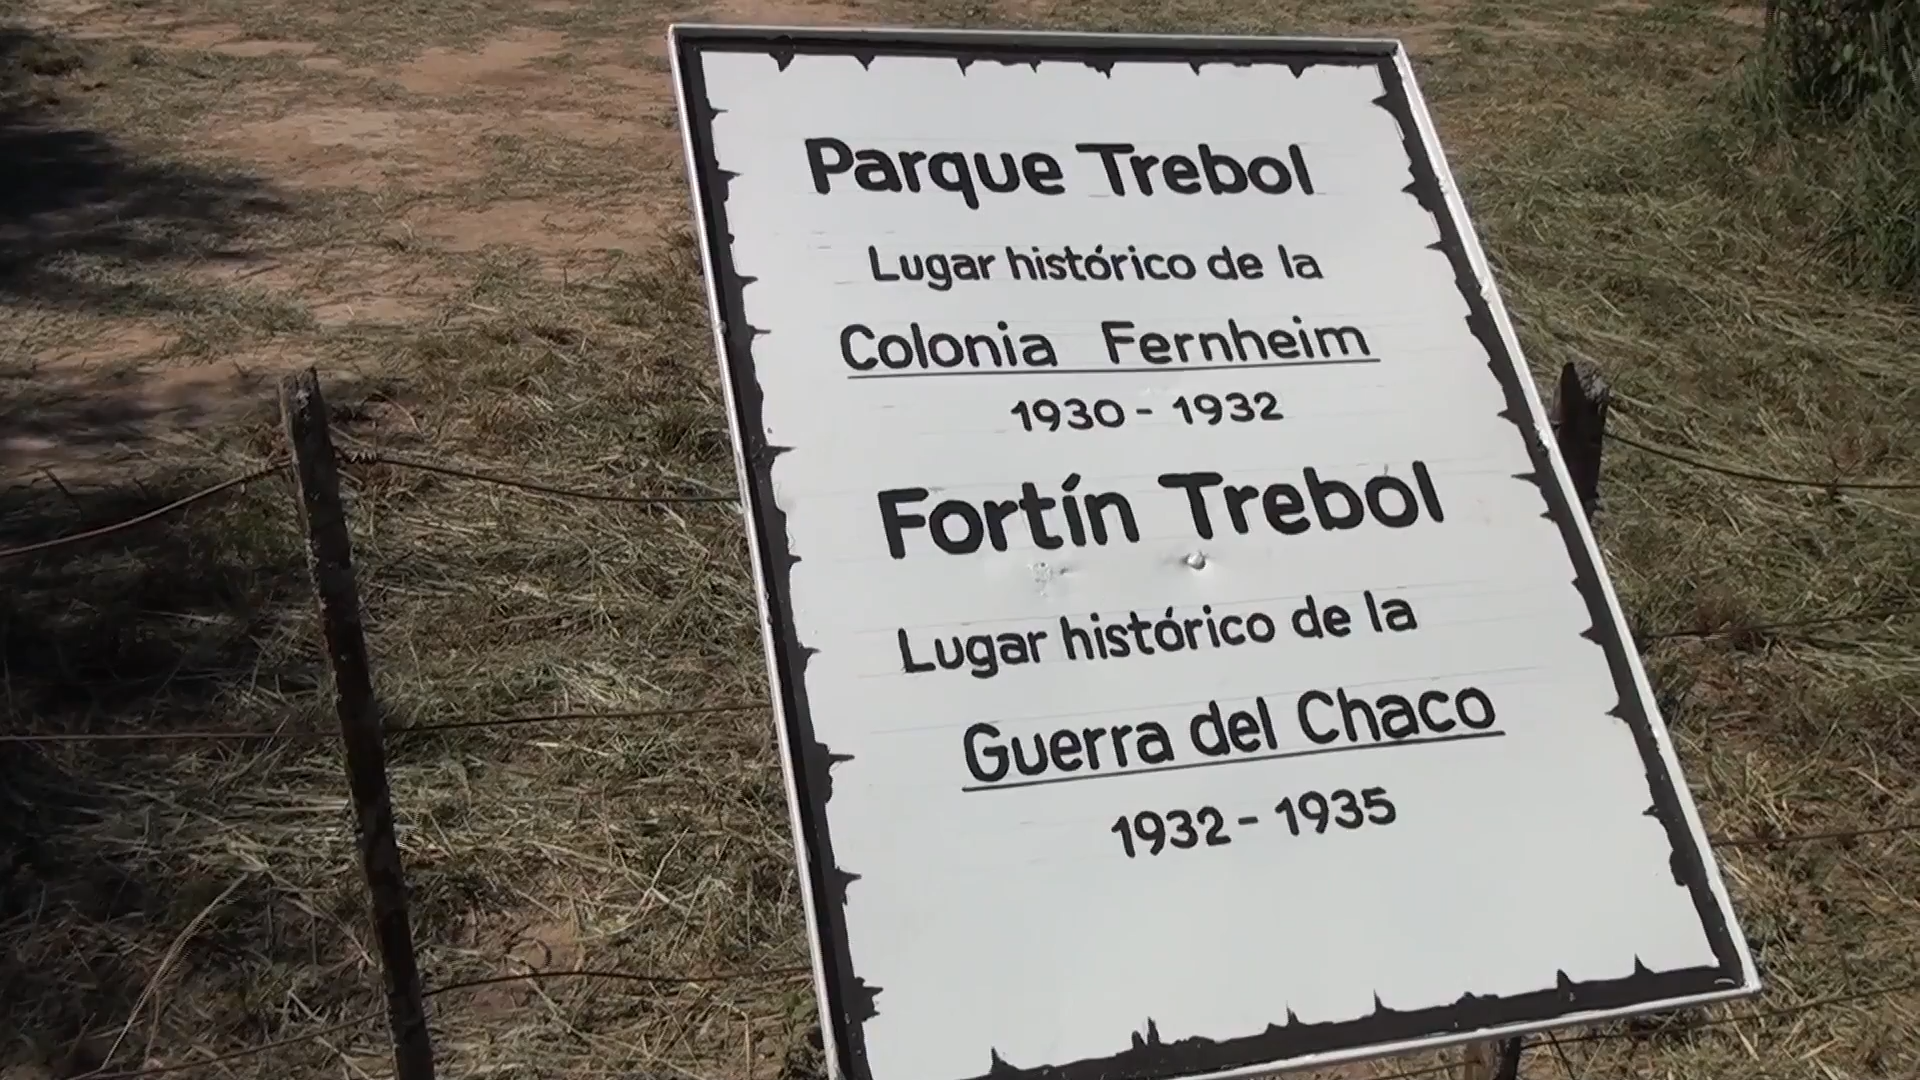 Parque Trebol
Lugar histórico de la
Colonia Fernheim
1930 - 1932
Fortín Trebol
Lugar histórico de la
Guerra del Chaco
1932 - 1935